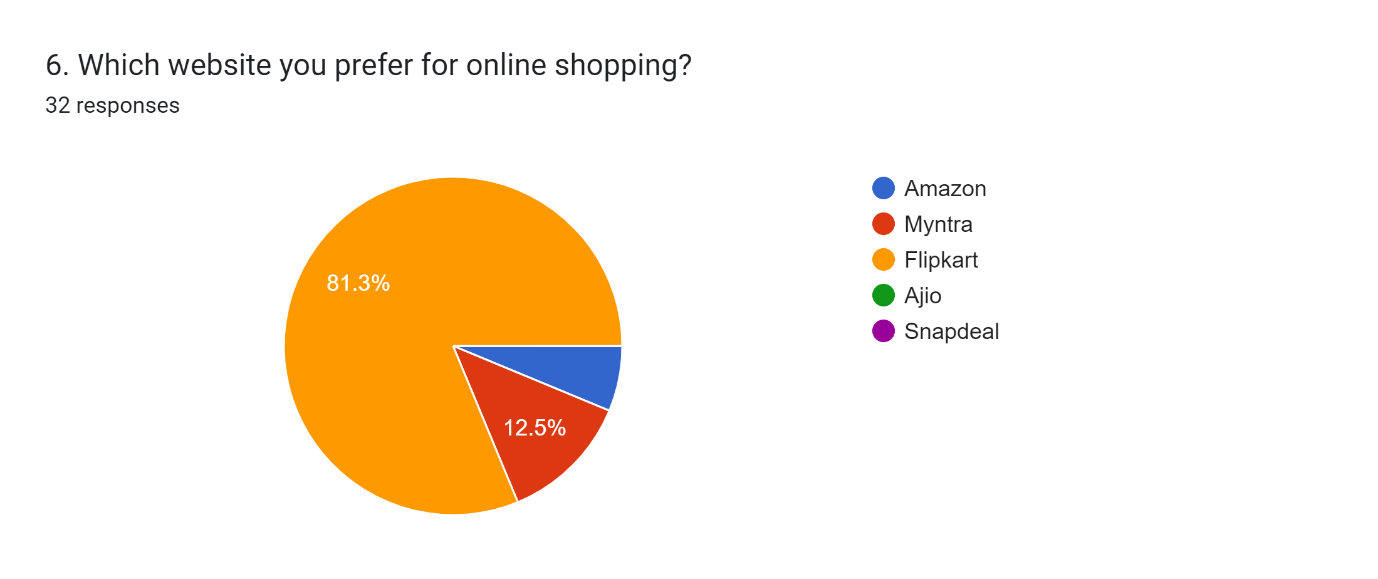 6. Which website you prefer for online shopping?
32 responses
Amazon
Myntra
Flipkart
Ajio
Snapdeal
81.3%
12.5%